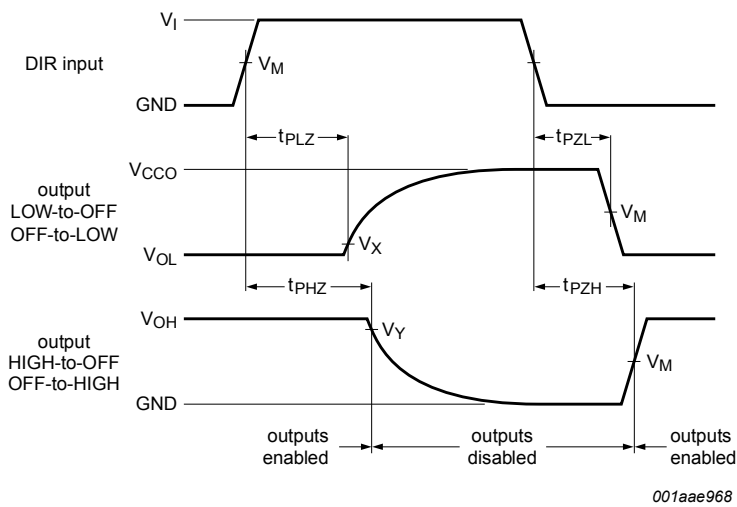 V_I
DIR input
V_M
GND
t_PLZ
t_PZL
V_CCO
output
LOW-to-OFF
OFF-to-LOW
V_M
V_X
V_OL
t_PHZ
t_PZH
V_OH
V_Y
output
HIGH-to-OFF
OFF-to-HIGH
V_M
GND
outputs
enabled
outputs
disabled
outputs
enabled
001aae968